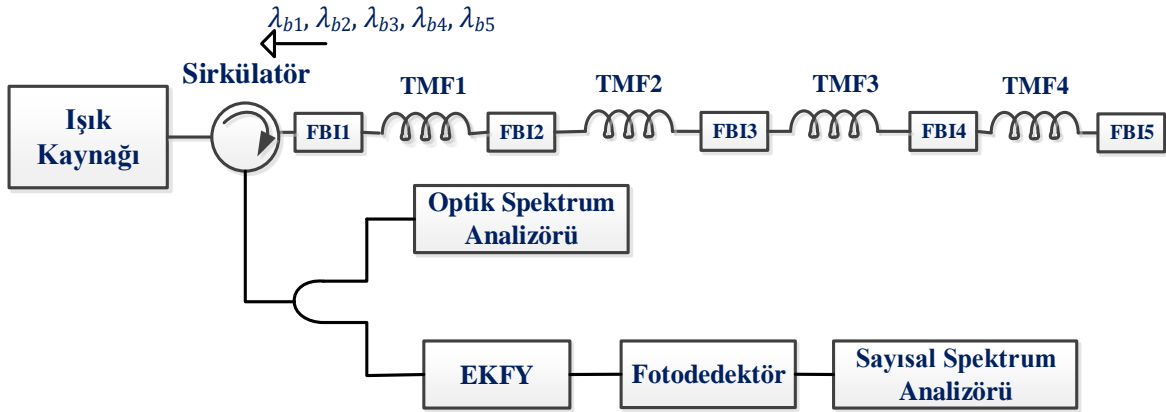 λb1, λb2, λb3, λb4, λb5
Sirkülatör
TMF1
TMF2
TMF3
TMF4
Işık
Kaynağı
FBI1
FBI2
FBI3
FBI4
FBI5
Optik Spektrum
Analizörü
EKFY
Fotodedektör
Sayısal Spektrum
Analizörü